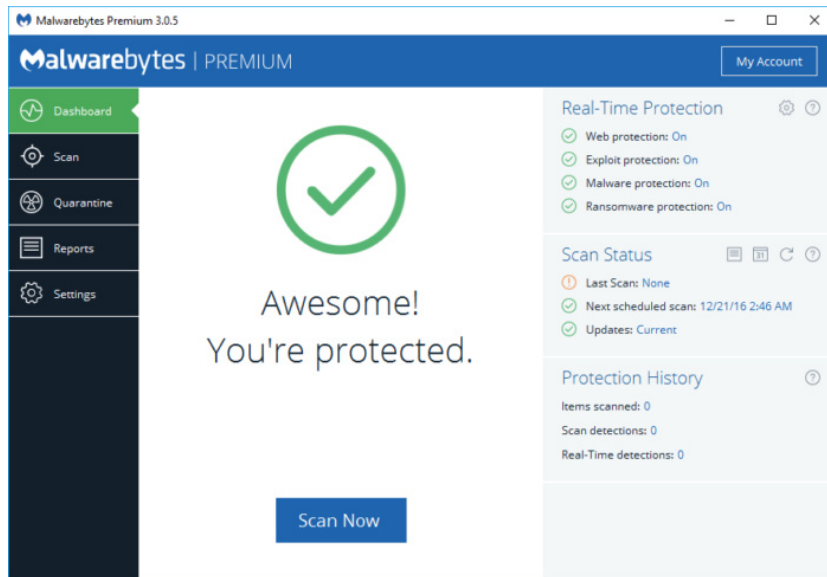 Malwarebytes Premium 3.0.5
Malwarebytes | PREMIUM
My Account
Dashboard
Scan
Quarantine
Reports
Settings
Awesome!
You're protected.
Scan Now
Real-Time Protection
Web protection: On
Exploit protection: On
Malware protection: On
Ransomware protection: On
Scan Status
31
Last Scan: None
Next scheduled scan: 12/21/16 2:46 AM
Updates: Current
Protection History
Items scanned: 0
Scan detections: 0
Real-Time detections: 0